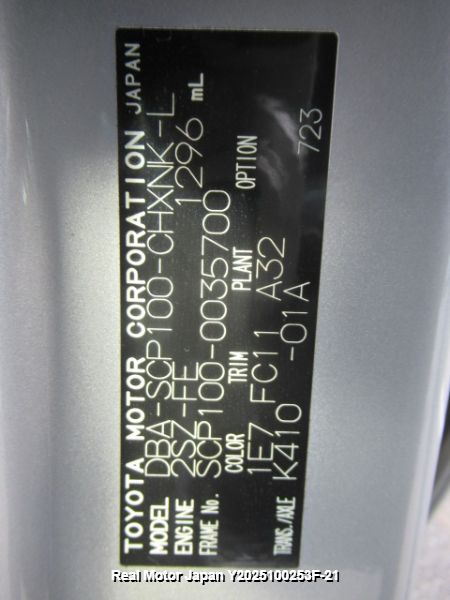 TOYOTA MOTOR CORPORATION JAPAN
MODEL DBA-SCP100-CHXNK-L
ENGINE 2SZ-FE 1296 mL
FRAME No. SCP100-0035700
COLOR TRIM PLANT OPTION
1E7 FC11 A32
TRANS./AXLE K410 -01A 723
Real Motor Japan Y2025100253F-21